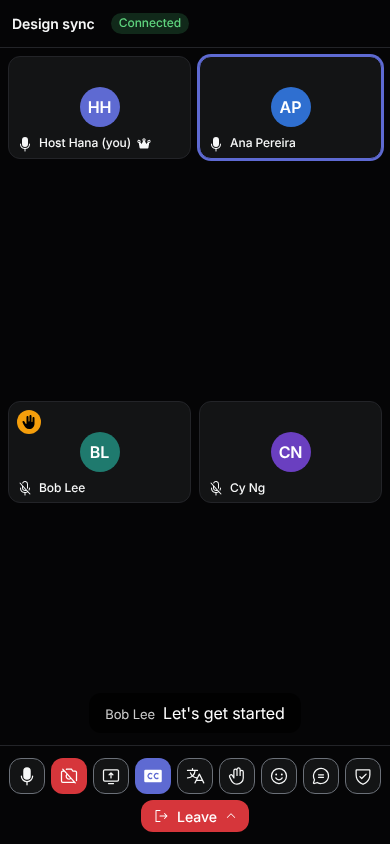 Design sync
Connected
HH
Host Hana (you)
AP
Ana Pereira
BL
Bob Lee
CN
Cy Ng
Bob Lee Let's get started
CC
Leave